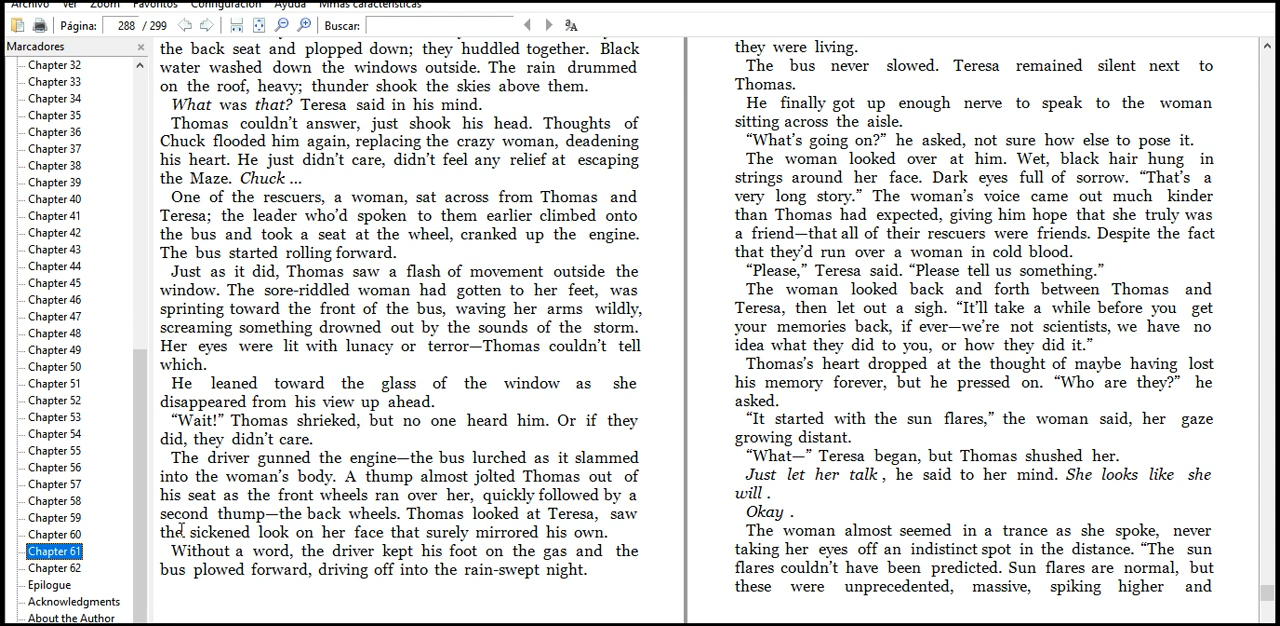 Archivo Ver Zoom Favoritos Configuración Ayuda Mimas características
Página: 288 / 299 Buscar:
Marcadores
Chapter 32
Chapter 33
Chapter 34
Chapter 35
Chapter 36
Chapter 37
Chapter 38
Chapter 39
Chapter 40
Chapter 41
Chapter 42
Chapter 43
Chapter 44
Chapter 45
Chapter 46
Chapter 47
Chapter 48
Chapter 49
Chapter 50
Chapter 51
Chapter 52
Chapter 53
Chapter 54
Chapter 55
Chapter 56
Chapter 57
Chapter 58
Chapter 59
Chapter 60
Chapter 61
Chapter 62
Epilogue
Acknowledgments
About the Author
the back seat and plopped down; they huddled together. Black
water washed down the windows outside. The rain drummed
on the roof, heavy; thunder shook the skies above them.
What was that? Teresa said in his mind.
Thomas couldn’t answer, just shook his head. Thoughts of
Chuck flooded him again, replacing the crazy woman, deadening
his heart. He just didn’t care, didn’t feel any relief at escaping
the Maze. Chuck ...
One of the rescuers, a woman, sat across from Thomas and
Teresa; the leader who’d spoken to them earlier climbed onto
the bus and took a seat at the wheel, cranked up the engine.
The bus started rolling forward.
Just as it did, Thomas saw a flash of movement outside the
window. The sore-riddled woman had gotten to her feet, was
sprinting toward the front of the bus, waving her arms wildly,
screaming something drowned out by the sounds of the storm.
Her eyes were lit with lunacy or terror—Thomas couldn’t tell
which.
He leaned toward the glass of the window as she
disappeared from his view up ahead.
“Wait!” Thomas shrieked, but no one heard him. Or if they
did, they didn’t care.
The driver gunned the engine—the bus lurched as it slammed
into the woman’s body. A thump almost jolted Thomas out of
his seat as the front wheels ran over her, quickly followed by a
second thump—the back wheels. Thomas looked at Teresa, saw
the sickened look on her face that surely mirrored his own.
Without a word, the driver kept his foot on the gas and the
bus plowed forward, driving off into the rain-swept night.
they were living.
The bus never slowed. Teresa remained silent next to
Thomas.
He finally got up enough nerve to speak to the woman
sitting across the aisle.
“What’s going on?” he asked, not sure how else to pose it.
The woman looked over at him. Wet, black hair hung in
strings around her face. Dark eyes full of sorrow. “That’s a
very long story.” The woman’s voice came out much kinder
than Thomas had expected, giving him hope that she truly was
a friend—that all of their rescuers were friends. Despite the fact
that they’d run over a woman in cold blood.
“Please,” Teresa said. “Please tell us something.”
The woman looked back and forth between Thomas and
Teresa, then let out a sigh. “It’ll take a while before you get
your memories back, if ever—we’re not scientists, we have no
idea what they did to you, or how they did it.”
Thomas’s heart dropped at the thought of maybe having lost
his memory forever, but he pressed on. “Who are they?” he
asked.
“It started with the sun flares,” the woman said, her gaze
growing distant.
“What—” Teresa began, but Thomas shushed her.
Just let her talk , he said to her mind. She looks like she
will .
Okay .
The woman almost seemed in a trance as she spoke, never
taking her eyes off an indistinct spot in the distance. “The sun
flares couldn’t have been predicted. Sun flares are normal, but
these were unprecedented, massive, spiking higher and